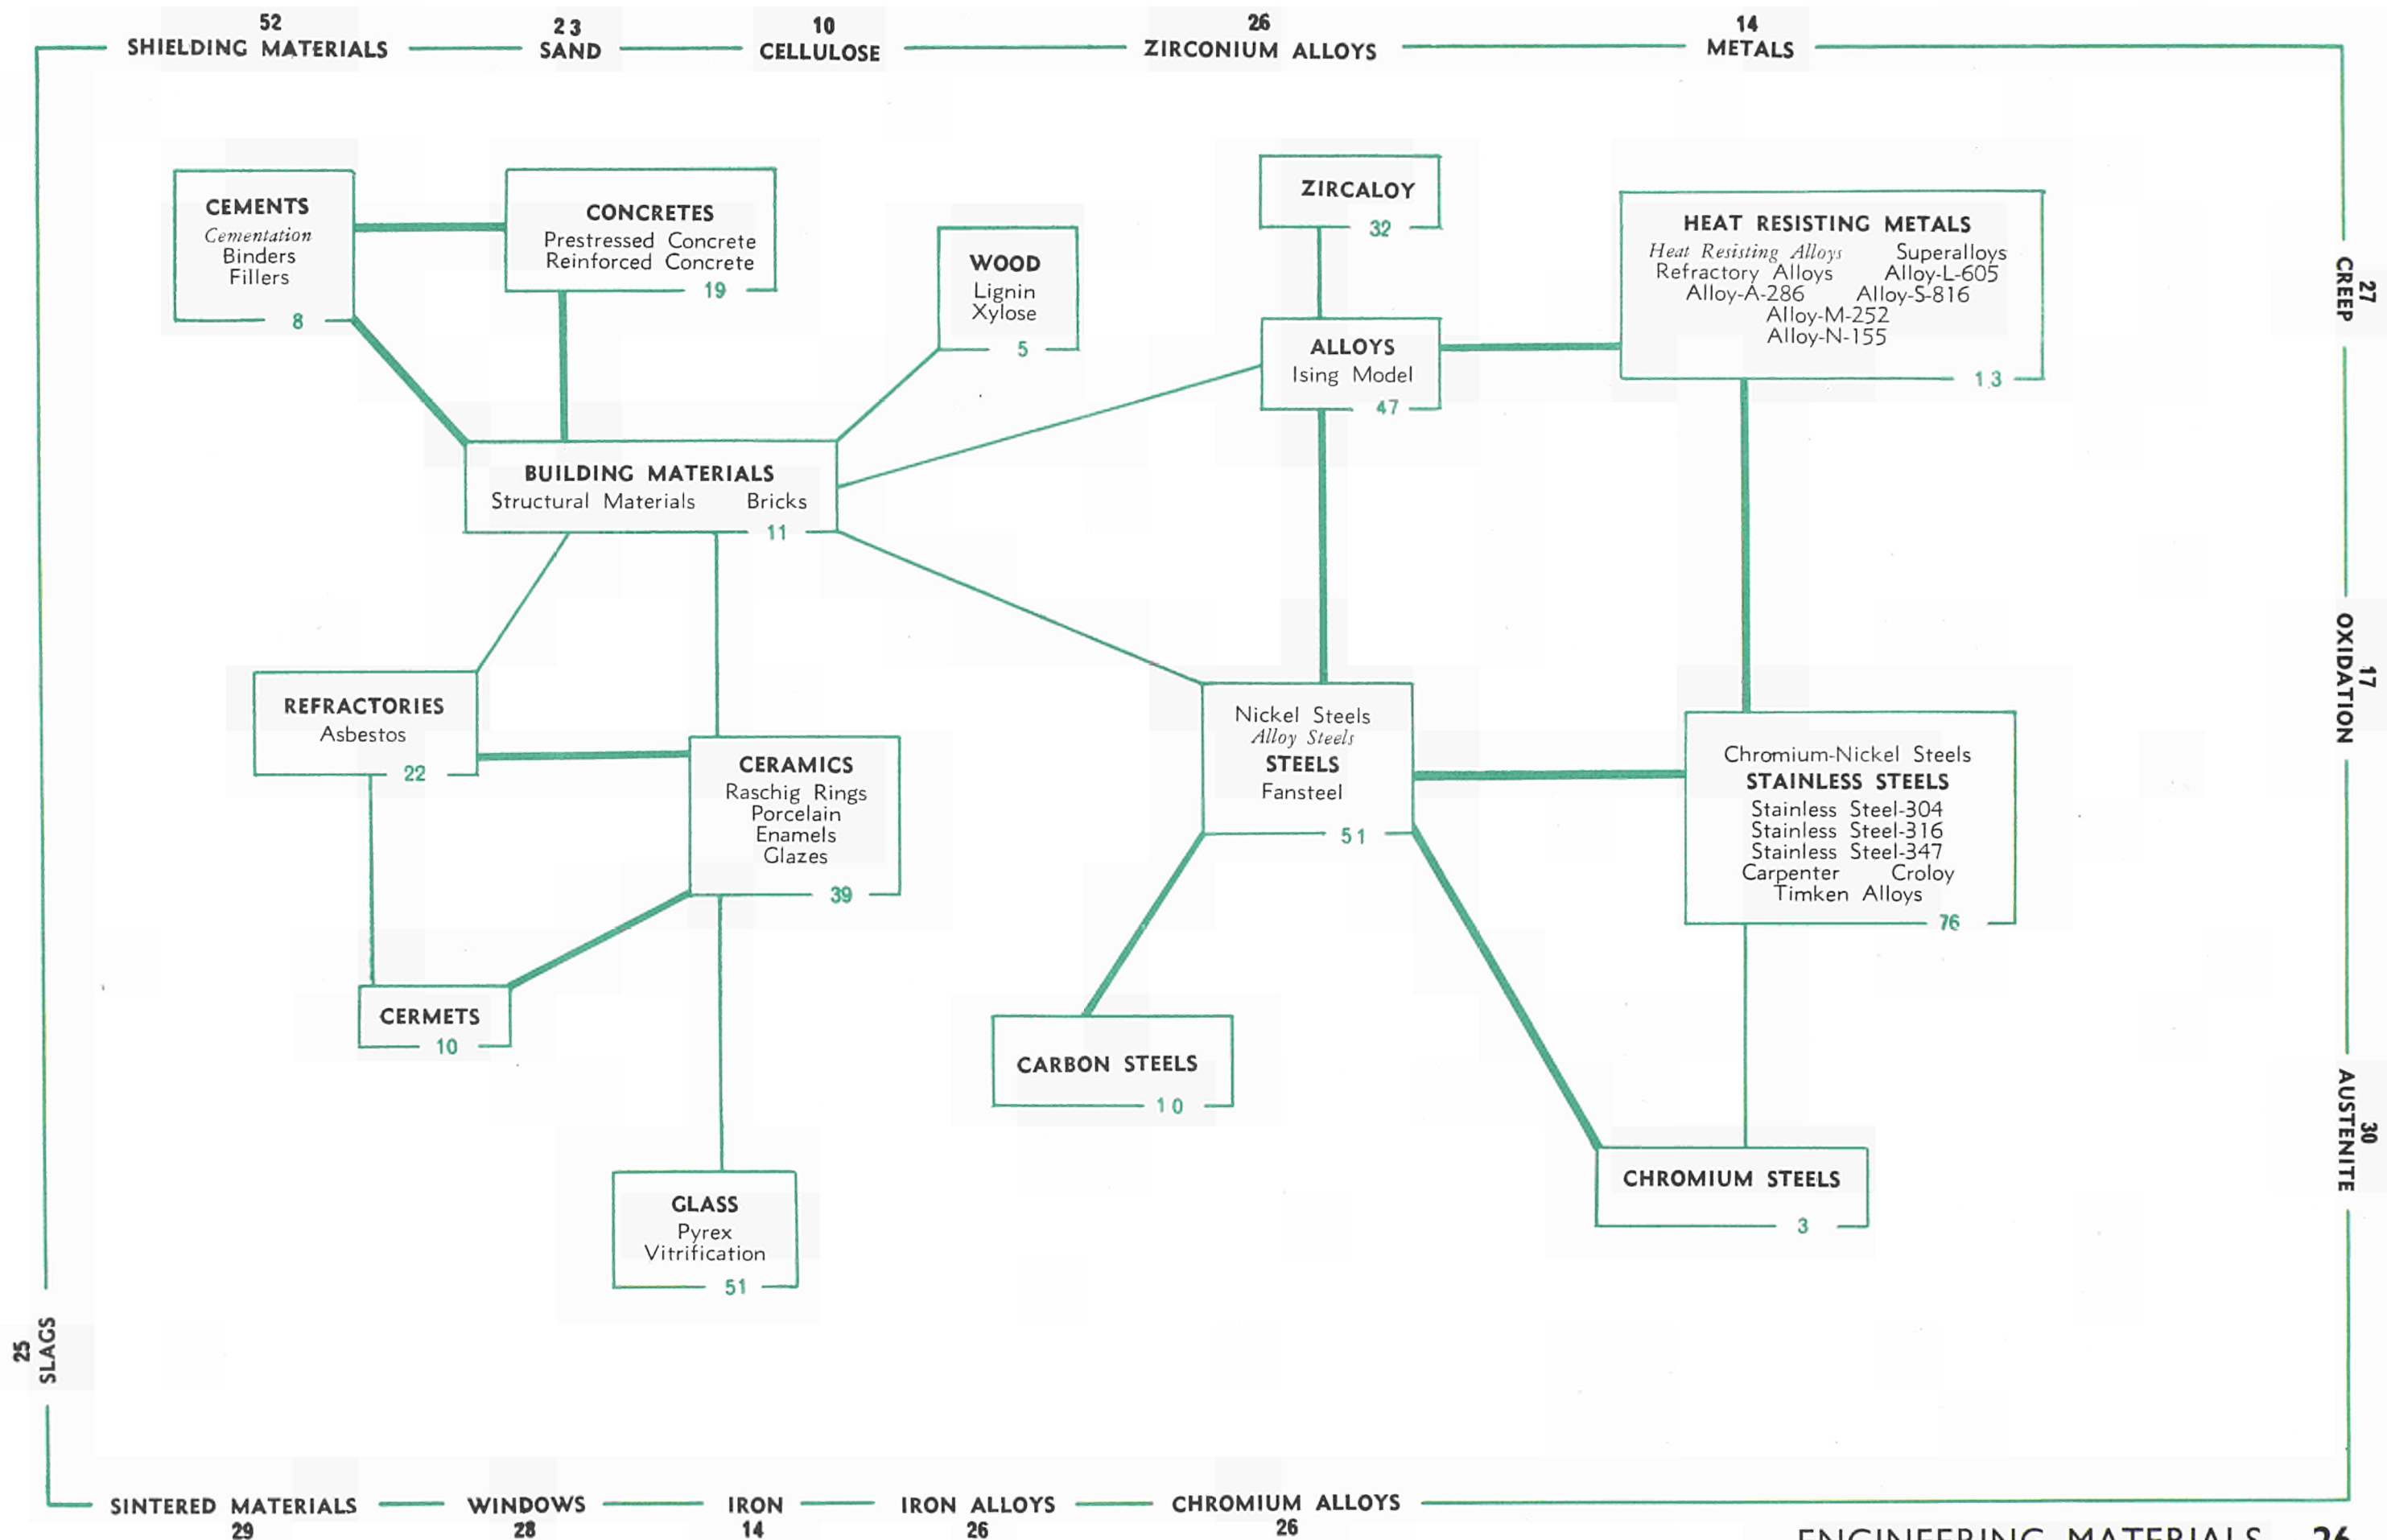 52
SHIELDING MATERIALS
23
SAND
10
CELLULOSE
26
ZIRCONIUM ALLOYS
14
METALS
CEMENTS
Cementation
Binders
Fillers
8
CONCRETES
Prestressed Concrete
Reinforced Concrete
19
WOOD
Lignin
Xylose
5
ZIRCALOY
32
ALLOYS
Ising Model
47
HEAT RESISTING METALS
Heat Resisting Alloys Superalloys
Refractory Alloys Alloy-L-605
Alloy-A-286 Alloy-S-816
Alloy-M-252
Alloy-N-155
13
27
CREEP
BUILDING MATERIALS
Structural Materials Bricks
11
REFRACTORIES
Asbestos
22
CERAMICS
Raschig Rings
Porcelain
Enamels
Glazes
39
Nickel Steels
Alloy Steels
STEELS
Fansteel
51
Chromium-Nickel Steels
STAINLESS STEELS
Stainless Steel-304
Stainless Steel-316
Stainless Steel-347
Carpenter Croloy
Timken Alloys
76
17
OXIDATION
CERMETS
10
CARBON STEELS
10
CHROMIUM STEELS
3
30
AUSTENITE
GLASS
Pyrex
Vitrification
51
25
SLAGS
SINTERED MATERIALS
29
WINDOWS
28
IRON
14
IRON ALLOYS
26
CHROMIUM ALLOYS
26
ENGINEERING MATERIALS 26